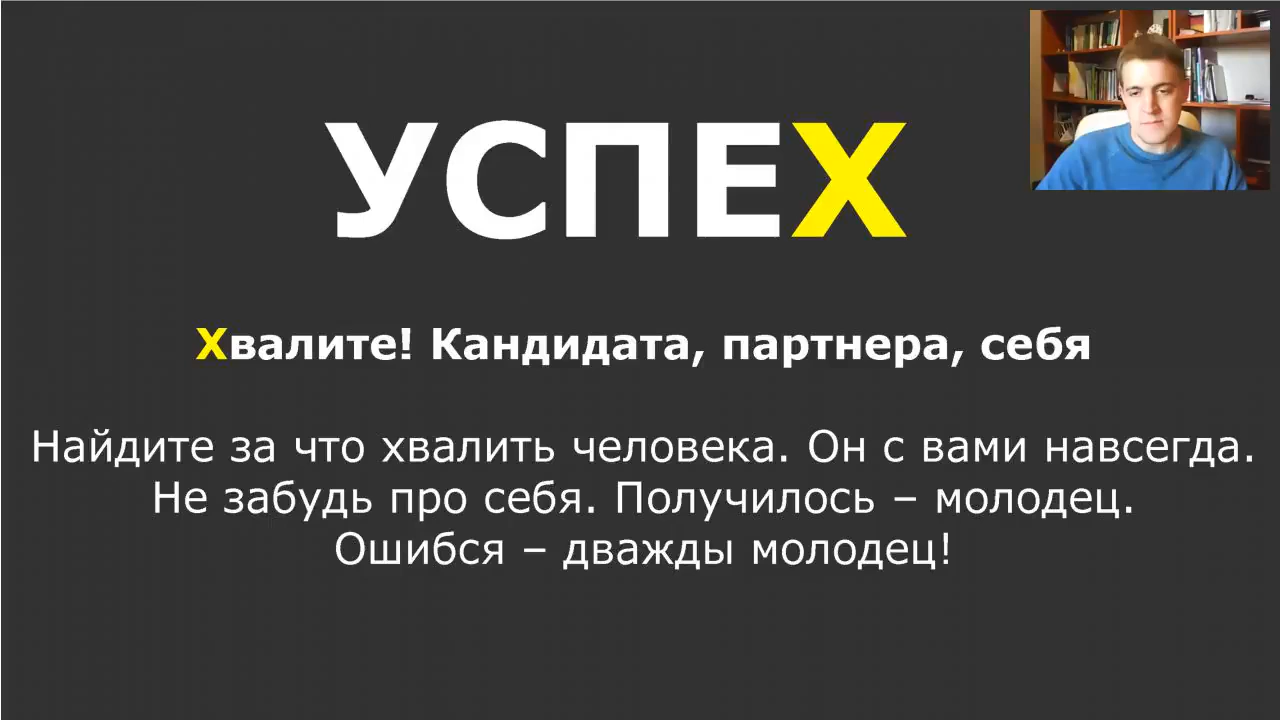 УСПЕХ
Хвалите! Кандидата, партнера, себя
Найдите за что хвалить человека. Он с вами навсегда.
Не забудь про себя. Получилось – молодец.
Ошибся – дважды молодец!